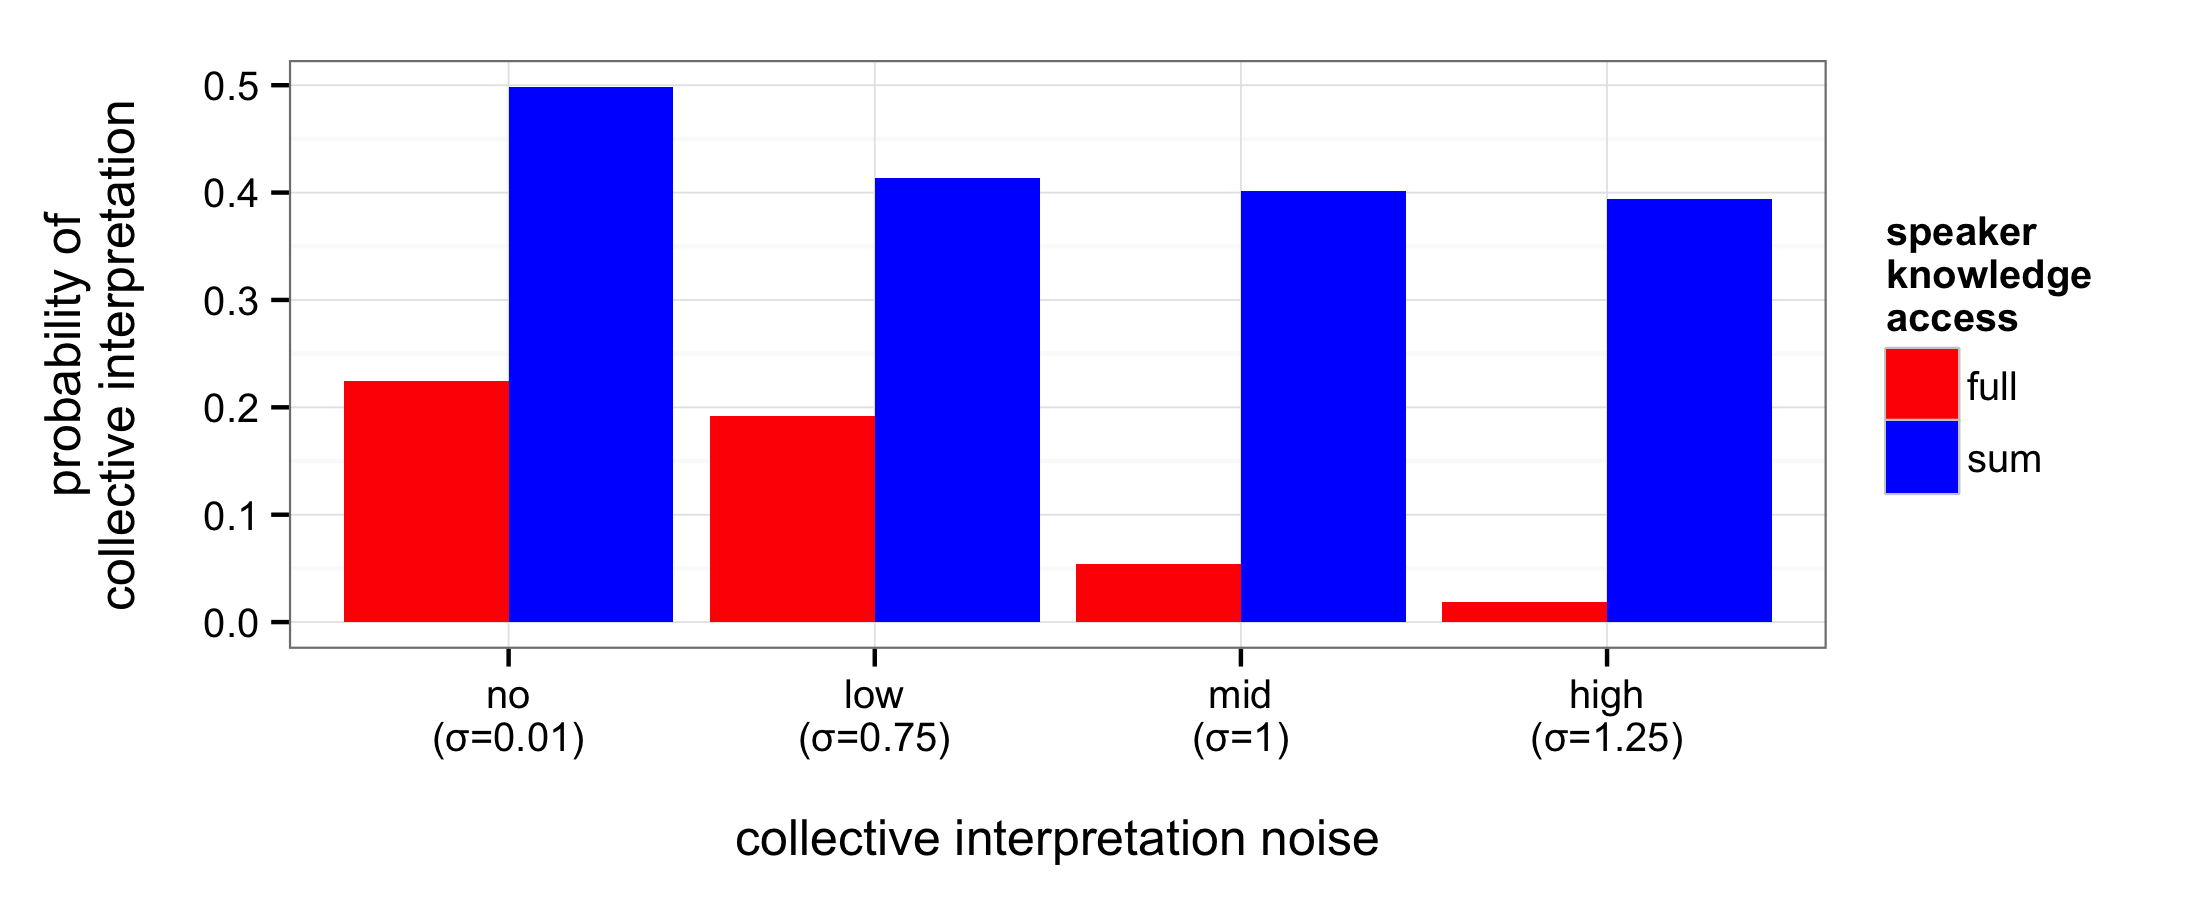 probability of
collective interpretation
0.5
0.4
0.3
0.2
0.1
0.0
no
(σ=0.01)
low
(σ=0.75)
mid
(σ=1)
high
(σ=1.25)
collective interpretation noise
speaker
knowledge
access
full
sum